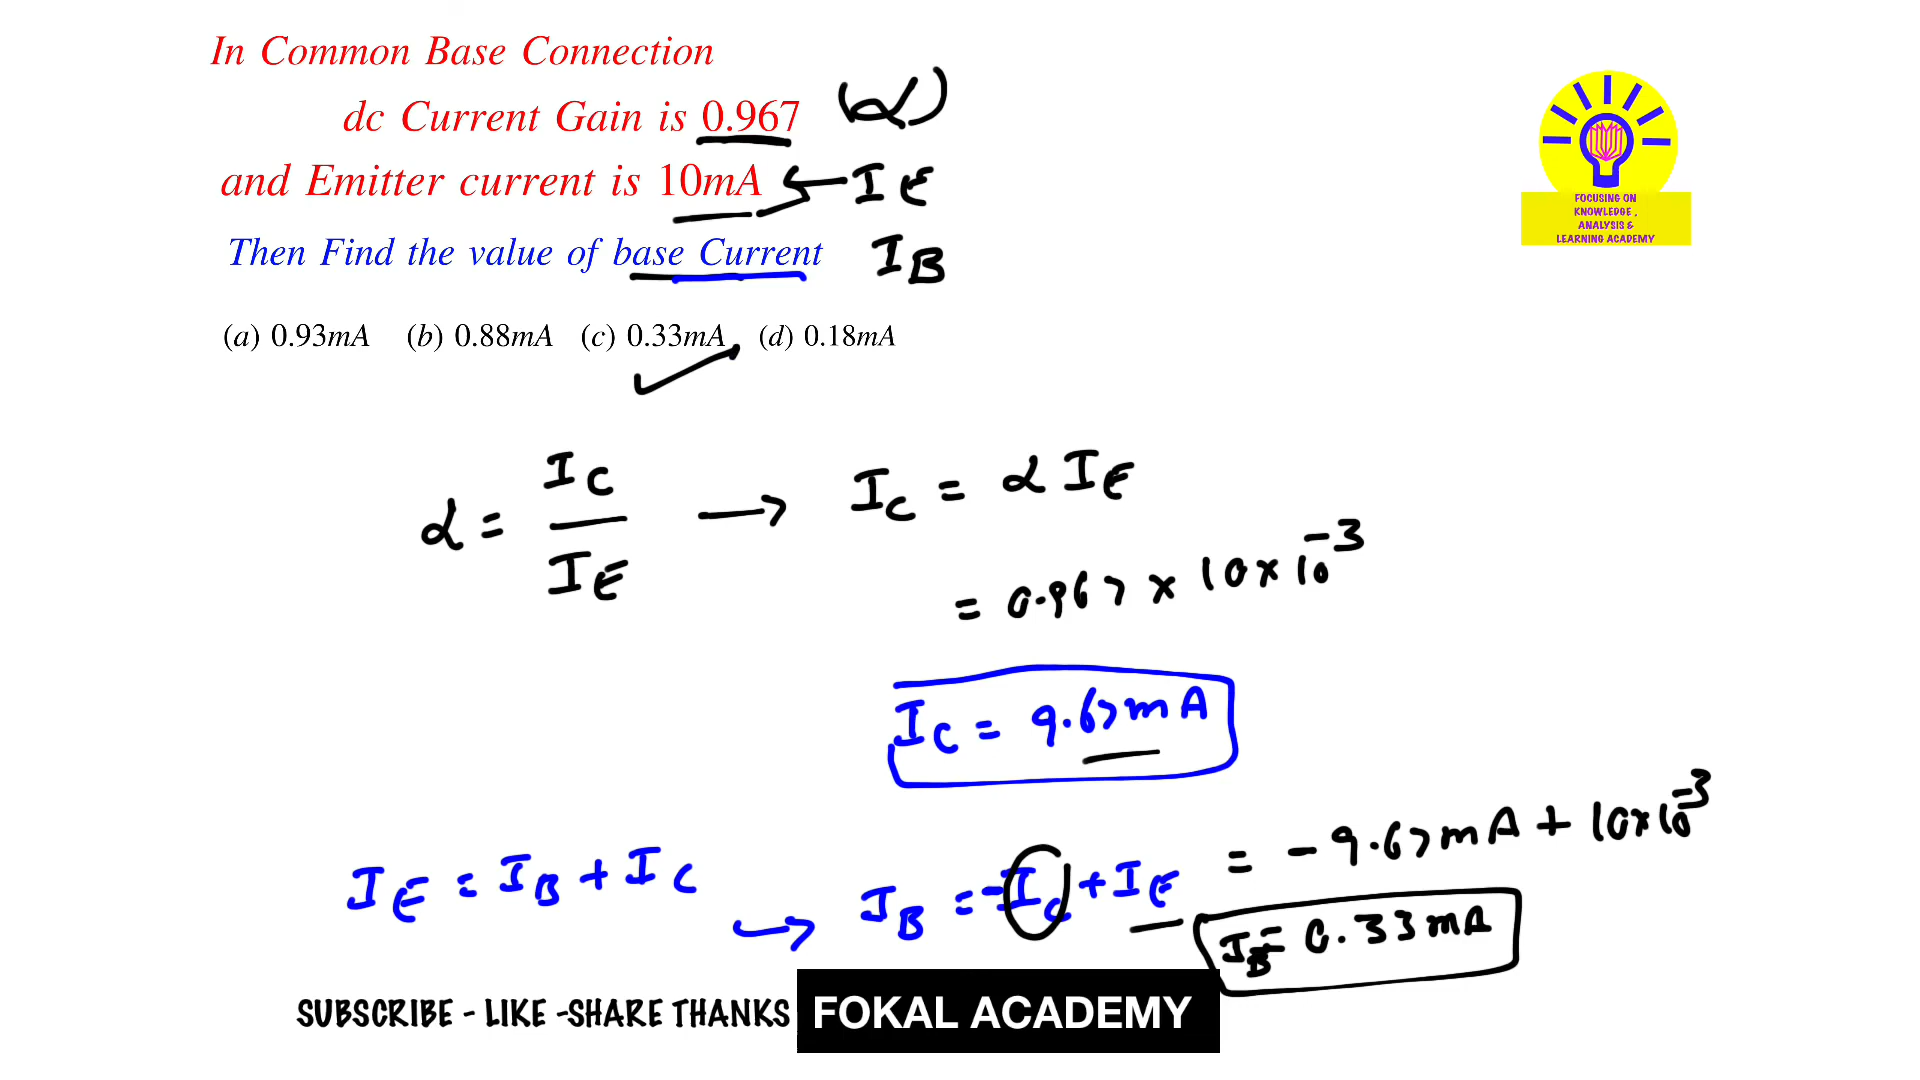 In Common Base Connection
dc Current Gain is 0.967 (α)
and Emitter current is 10mA ← IE
Then Find the value of base Current IB
(a) 0.93mA (b) 0.88mA (c) 0.33mA (d) 0.18mA
FOCUSING ON
KNOWLEDGE ,
ANALYSIS &
LEARNING ACADEMY
α = IC / IE → IC = α IE
= 0.967 × 10×10^-3
IC = 9.67mA
IE = IB + IC → IB = -IC + IE = -9.67mA + 10×10^-3
IB = 0.33mA
SUBSCRIBE - LIKE -SHARE THANKS FOKAL ACADEMY